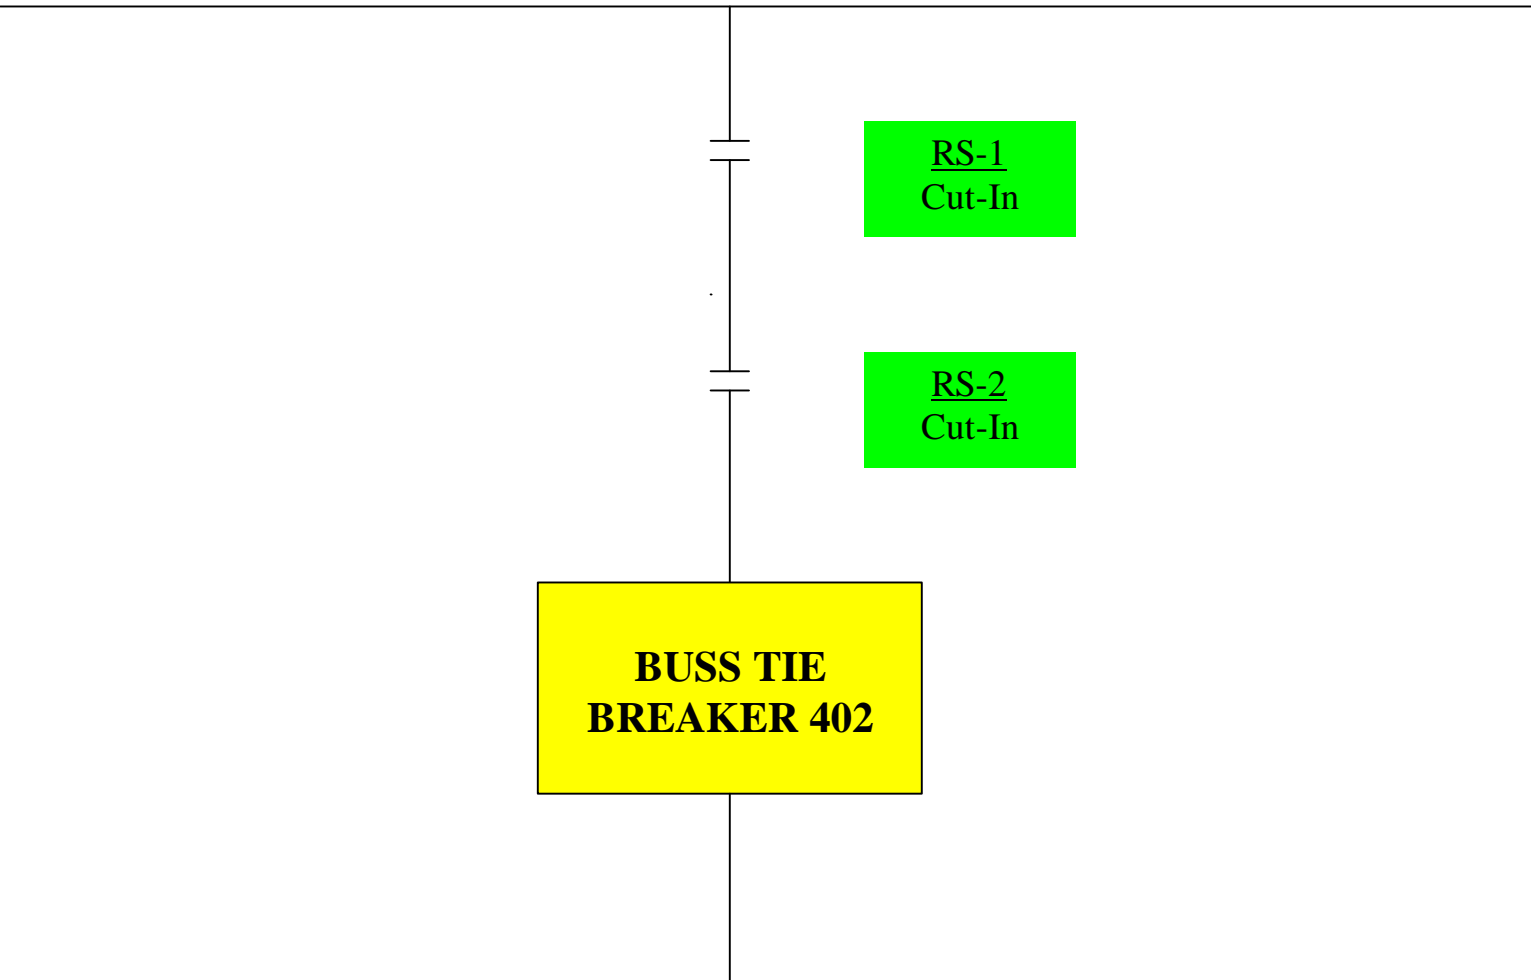 RS-1
Cut-In
RS-2
Cut-In
BUSS TIE
BREAKER 402